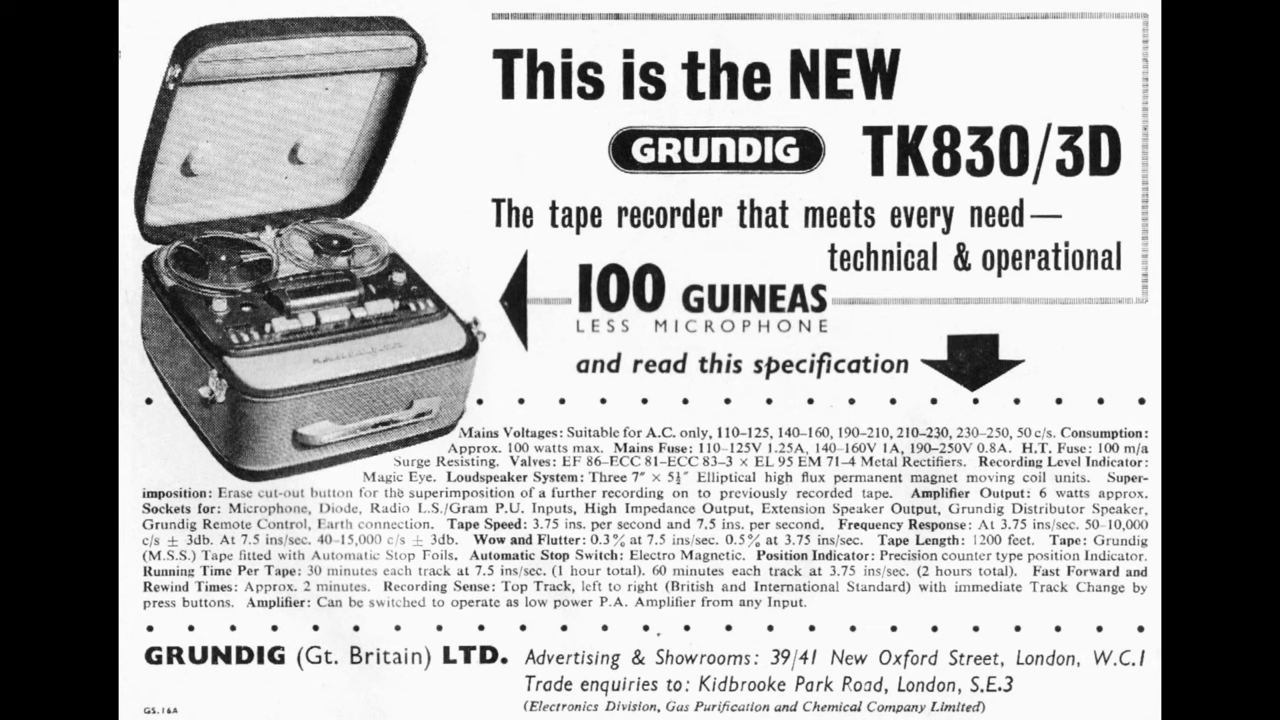 This is the NEW
GRUNDIG TK830/3D
The tape recorder that meets every need—
technical & operational
100 GUINEAS
LESS MICROPHONE
and read this specification
Mains Voltages: Suitable for A.C. only, 110–125, 140–160, 190–210, 210–230, 230–250, 50 c/s. Consumption:
Approx. 100 watts max. Mains Fuse: 110–125V 1.25A, 140–160V 1A, 190–250V 0.8A. H.T. Fuse: 100 m/a
Surge Resisting. Valves: EF 86–ECC 81–ECC 83–3 × EL 95 EM 71–4 Metal Rectifiers. Recording Level Indicator:
Magic Eye. Loudspeaker System: Three 7″ × 5½″ Elliptical high flux permanent magnet moving coil units. Super-
imposition: Erase cut-out button for the superimposition of a further recording on to previously recorded tape. Amplifier Output: 6 watts approx.
Sockets for: Microphone, Diode, Radio L.S./Gram P.U. Inputs, High Impedance Output, Extension Speaker Output, Grundig Distributor Speaker,
Grundig Remote Control, Earth connection. Tape Speed: 3.75 ins. per second and 7.5 ins. per second. Frequency Response: At 3.75 ins/sec. 50–10,000
c/s ± 3db. At 7.5 ins/sec. 40–15,000 c/s ± 3db. Wow and Flutter: 0.3% at 7.5 ins/sec. 0.5% at 3.75 ins/sec. Tape Length: 1200 feet. Tape: Grundig
(M.S.S.) Tape fitted with Automatic Stop Foils. Automatic Stop Switch: Electro Magnetic. Position Indicator: Precision counter type position Indicator.
Running Time Per Tape: 30 minutes each track at 7.5 ins/sec. (1 hour total). 60 minutes each track at 3.75 ins/sec. (2 hours total). Fast Forward and
Rewind Times: Approx. 2 minutes. Recording Sense: Top Track, left to right (British and International Standard) with immediate Track Change by
press buttons. Amplifier: Can be switched to operate as low power P.A. Amplifier from any Input.
GRUNDIG (Gt. Britain) LTD. Advertising & Showrooms: 39/41 New Oxford Street, London, W.C.1
Trade enquiries to: Kidbrooke Park Road, London, S.E.3
(Electronics Division, Gas Purification and Chemical Company Limited)
GS.16A